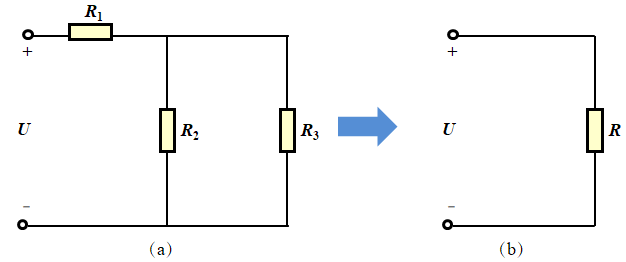 R₁
+ +
U R₂ R₃ U R
− −
(a) (b)